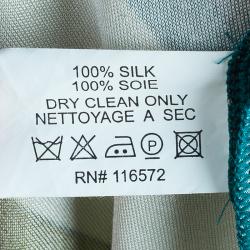 100% SILK
100% SOIE
DRY CLEAN ONLY
NETTOYAGE A SEC
P
RN# 116572